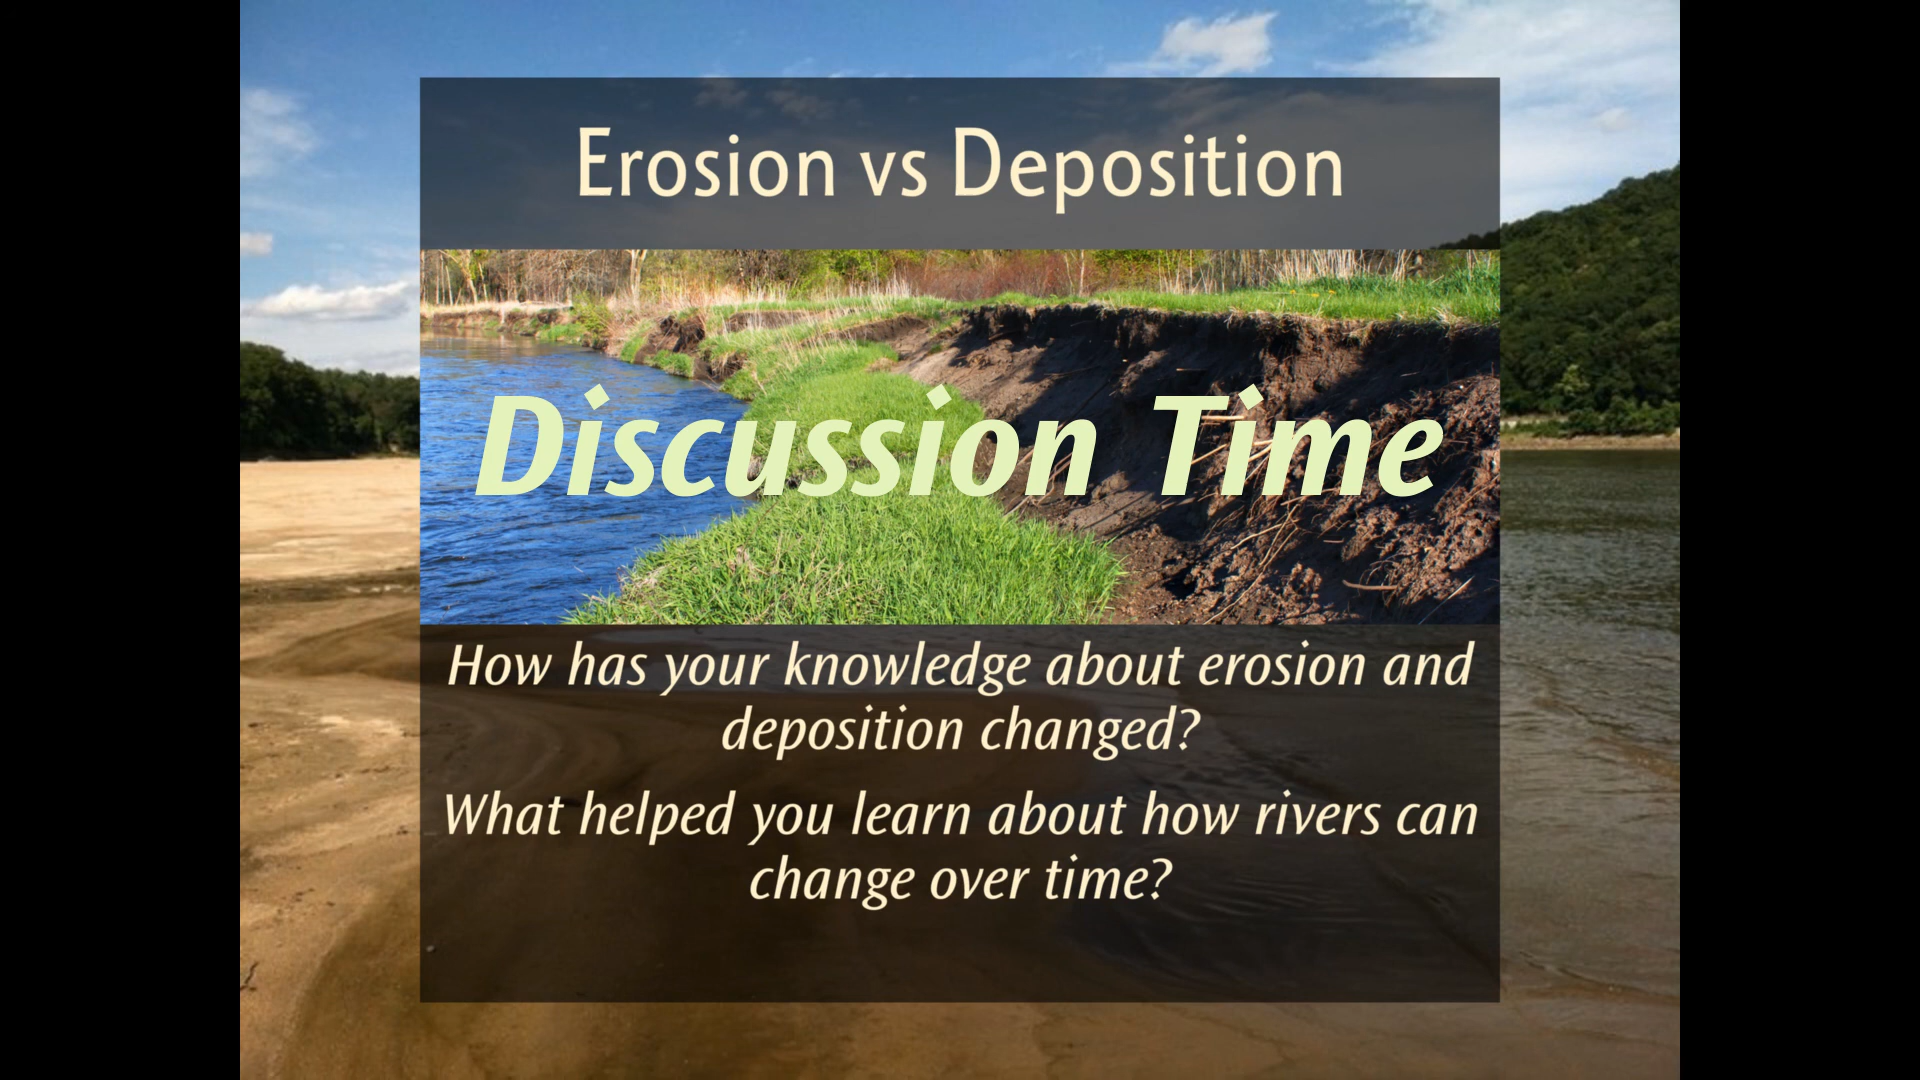 Erosion vs Deposition
Discussion Time
How has your knowledge about erosion and
deposition changed?
What helped you learn about how rivers can
change over time?